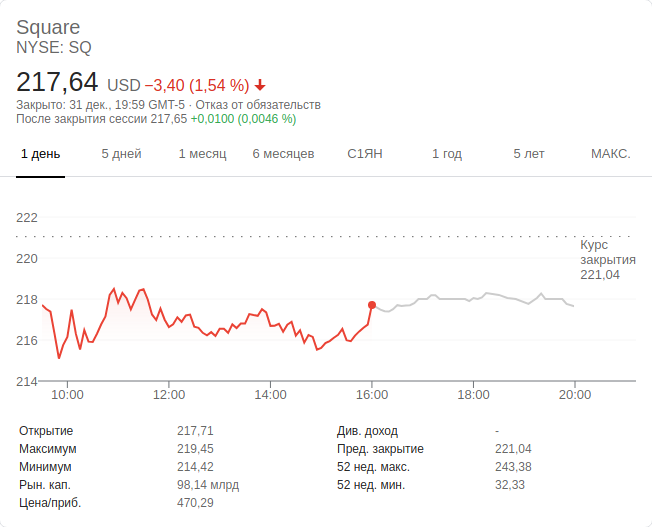 Square
NYSE: SQ
217,64 USD −3,40 (1,54 %)
Закрыто: 31 дек., 19:59 GMT-5 · Отказ от обязательств
После закрытия сессии 217,65 +0,0100 (0,0046 %)
1 день 5 дней 1 месяц 6 месяцев С1ЯН 1 год 5 лет МАКС.
222
220
218
216
214
Курс
закрытия
221,04
10:00 12:00 14:00 16:00 18:00 20:00
Открытие 217,71
Максимум 219,45
Минимум 214,42
Рын. кап. 98,14 млрд
Цена/приб. 470,29
Див. доход -
Пред. закрытие 221,04
52 нед. макс. 243,38
52 нед. мин. 32,33